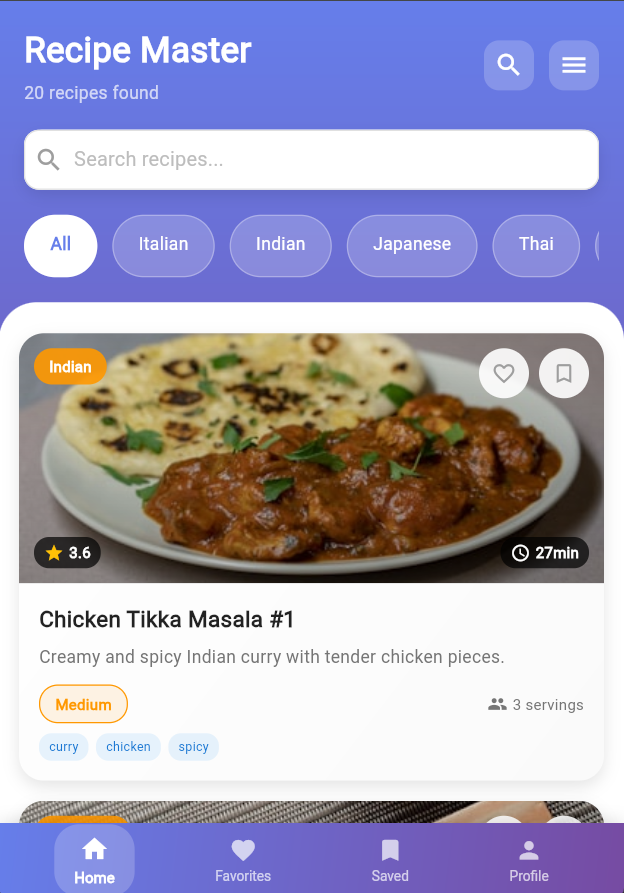 Recipe Master
20 recipes found
Search recipes...
All Italian Indian Japanese Thai
Indian
3.6 27min
Chicken Tikka Masala #1
Creamy and spicy Indian curry with tender chicken pieces.
Medium 3 servings
curry chicken spicy
Home Favorites Saved Profile